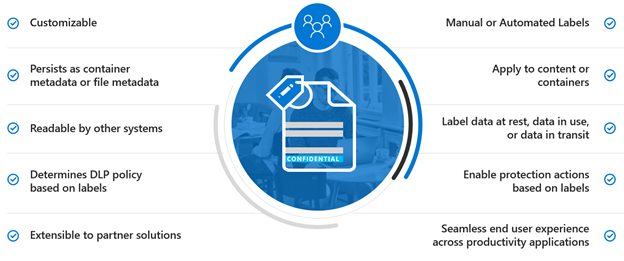 Customizable
Persists as container
metadata or file metadata
Readable by other systems
Determines DLP policy
based on labels
Extensible to partner solutions
CONFIDENTIAL
Manual or Automated Labels
Apply to content or
containers
Label data at rest, data in use,
or data in transit
Enable protection actions
based on labels
Seamless end user experience
across productivity applications